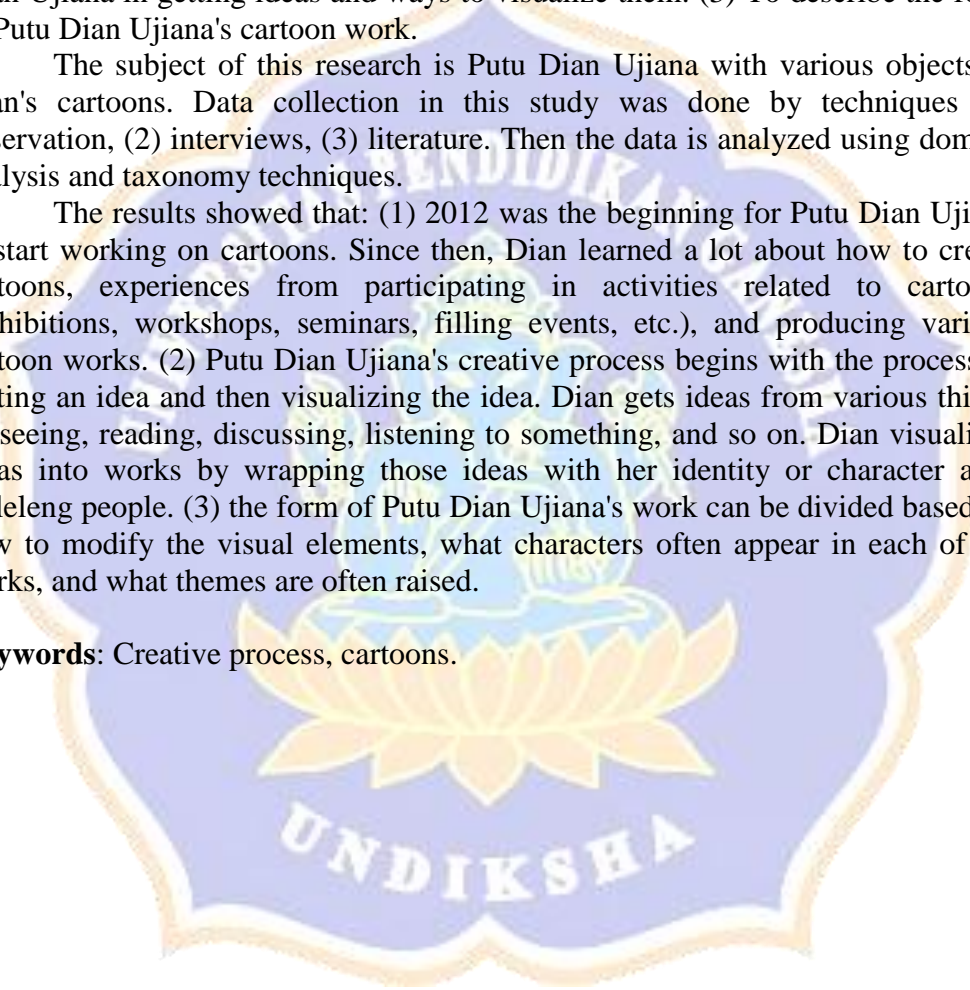 Ujiana in getting ideas and ways to visualize them. (3) To describe the
Putu Dian Ujiana's cartoon work.
The subject of this research is Putu Dian Ujiana with various objects
an's cartoons. Data collection in this study was done by techniques
servation, (2) interviews, (3) literature. Then the data is analyzed using dom
alysis and taxonomy techniques.
The results showed that: (1) 2012 was the beginning for Putu Dian Uji
start working on cartoons. Since then, Dian learned a lot about how to cre
toons, experiences from participating in activities related to carto
hibitions, workshops, seminars, filling events, etc.), and producing vari
toon works. (2) Putu Dian Ujiana's creative process begins with the process
ting an idea and then visualizing the idea. Dian gets ideas from various thi
seeing, reading, discussing, listening to something, and so on. Dian visuali
as into works by wrapping those ideas with her identity or character a
leleng people. (3) the form of Putu Dian Ujiana's work can be divided based
w to modify the visual elements, what characters often appear in each of
rks, and what themes are often raised.
ywords: Creative process, cartoons.
UNIVERSITAS PENDIDIKAN GANESHA
UNDIKSHA